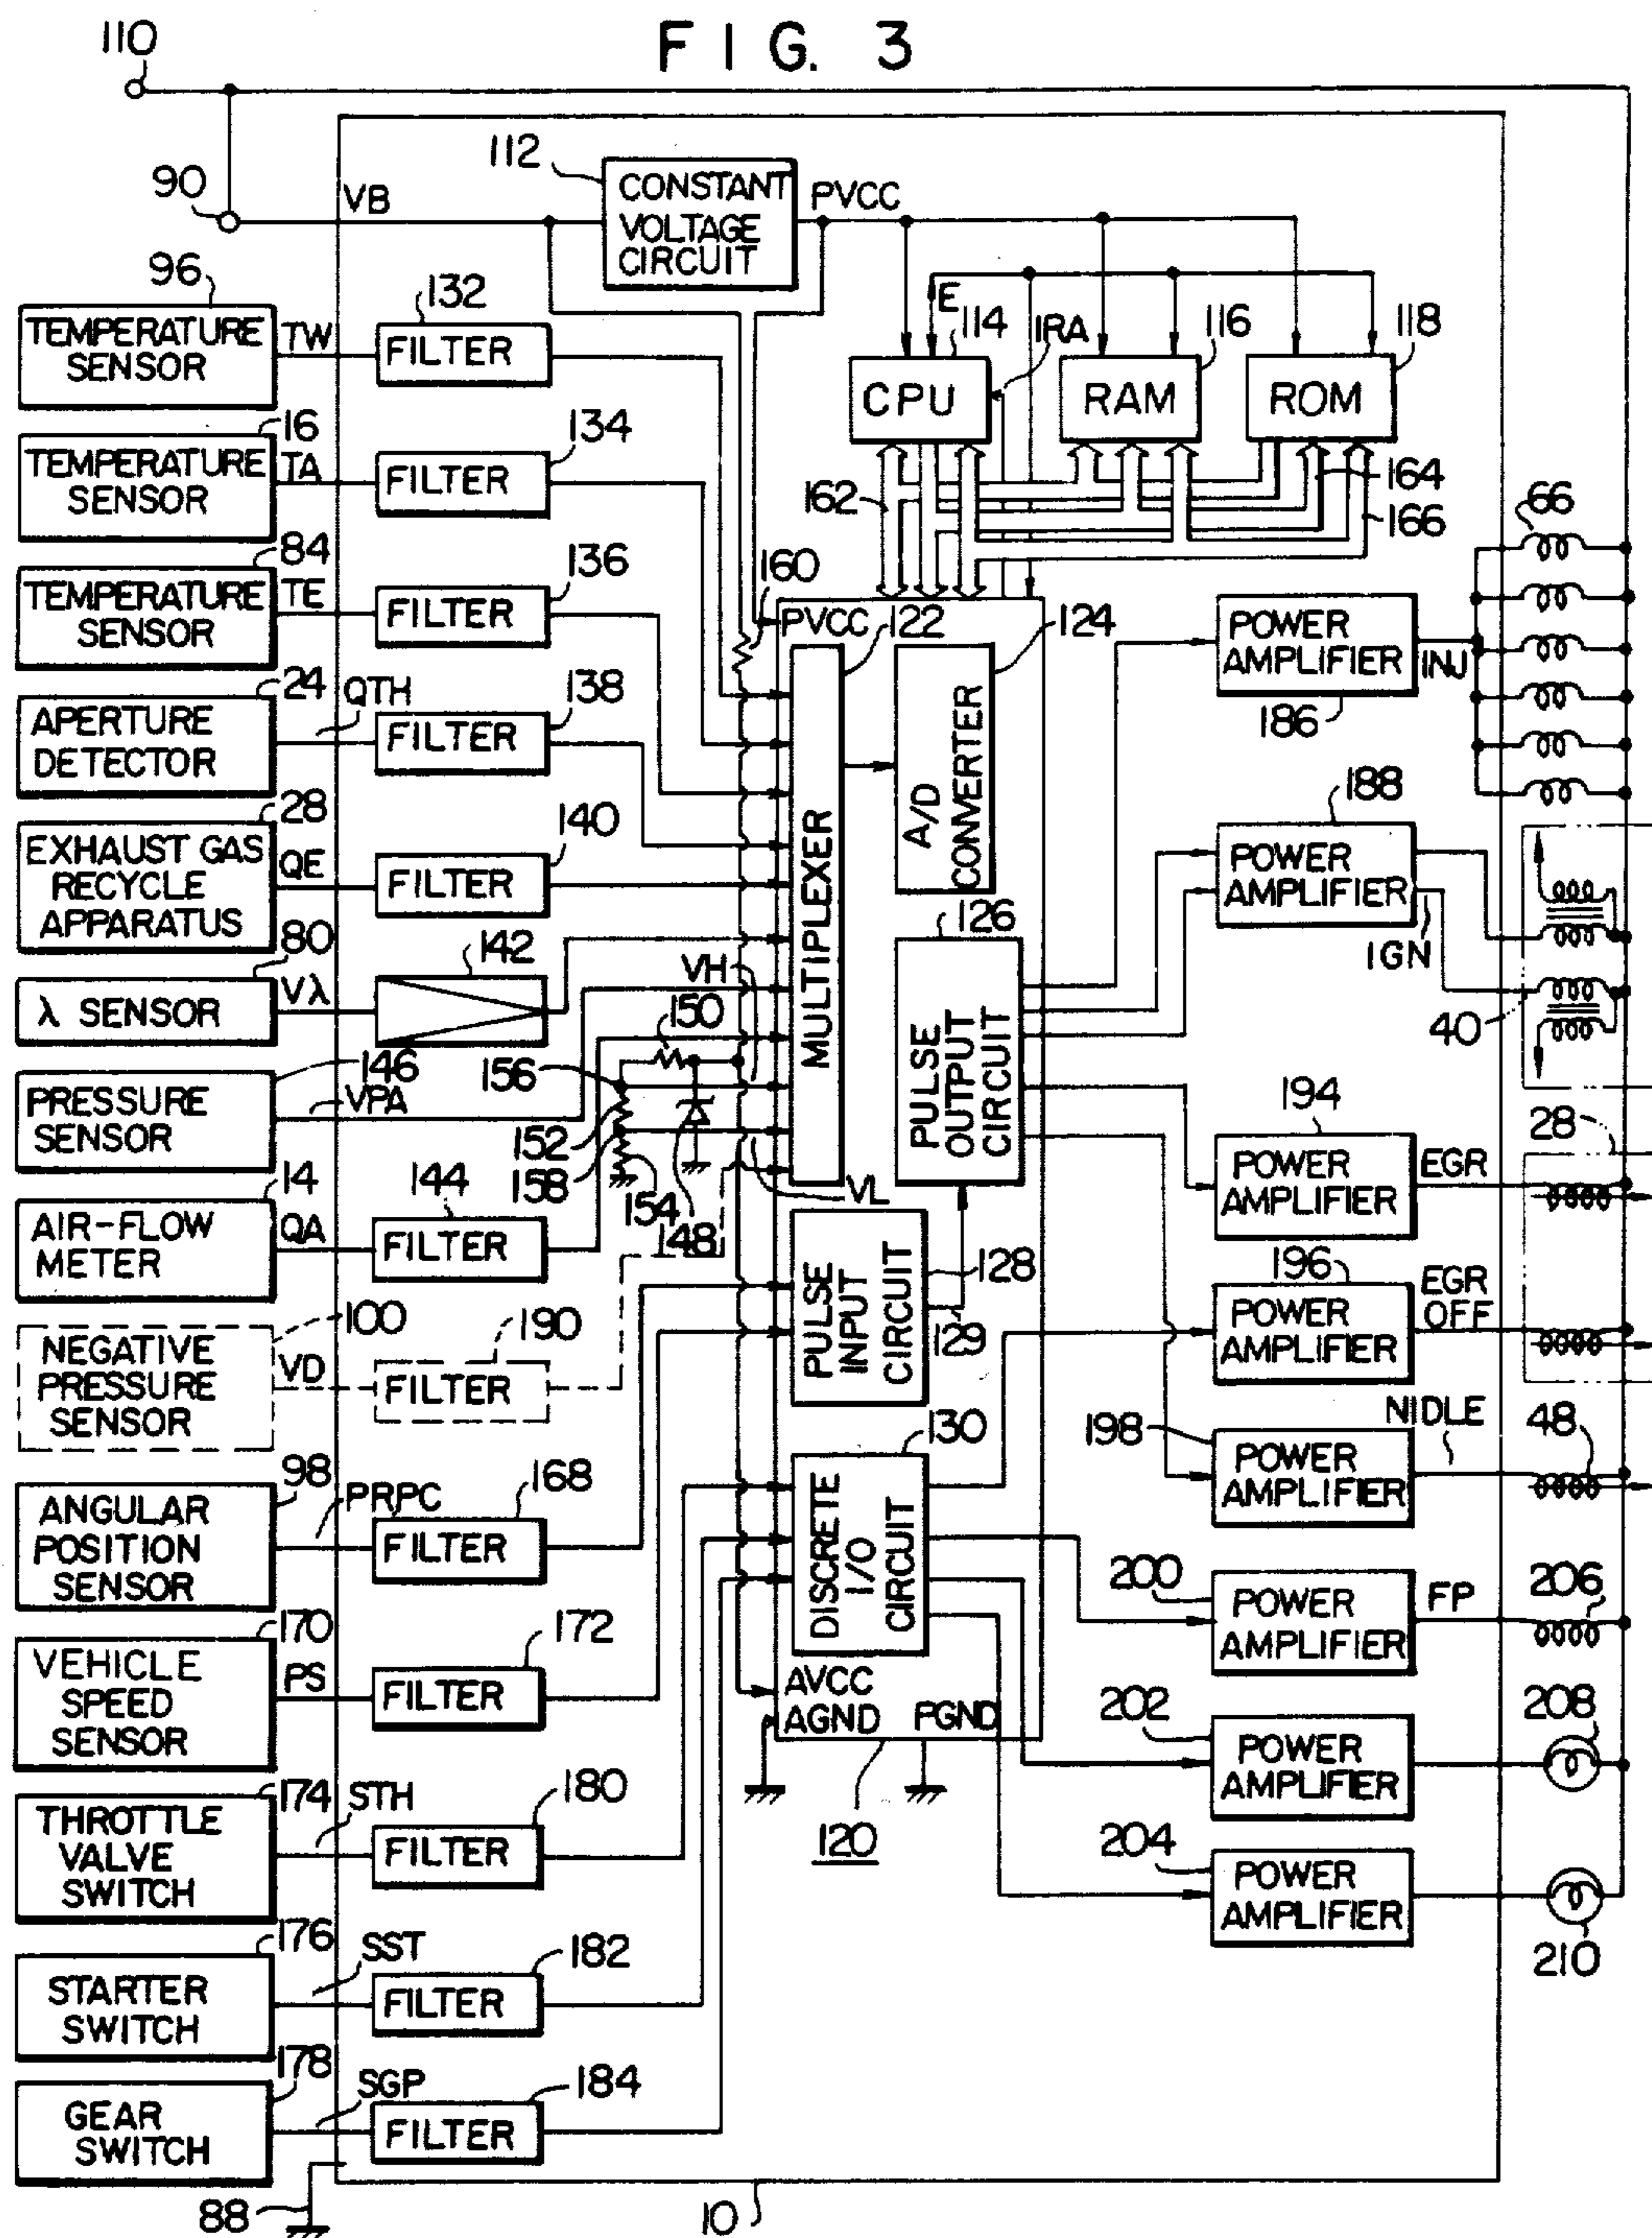 FIG. 3
110
112
CONSTANT
VOLTAGE
CIRCUIT
PVCC
90
VB
96
TEMPERATURE
SENSOR
TW
132
FILTER
E
114
IRA
116
118
CPU
RAM
ROM
16
TEMPERATURE
SENSOR
TA
134
FILTER
162
164
166
66
84
TEMPERATURE
SENSOR
TE
136
FILTER
160
PVCC
122
124
MULTIPLEXER
A/D
CONVERTER
POWER
AMPLIFIER
INJ
186
24
APERTURE
DETECTOR
QTH
138
FILTER
28
EXHAUST GAS
RECYCLE
APPARATUS
QE
140
FILTER
188
POWER
AMPLIFIER
IGN
40
80
λ SENSOR
Vλ
142
VH
126
PULSE
OUTPUT
CIRCUIT
146
PRESSURE
SENSOR
VPA
150
156
152
158
154
148
VL
194
POWER
AMPLIFIER
EGR
28
14
AIR-FLOW
METER
QA
144
FILTER
PULSE
INPUT
CIRCUIT
128
129
196
POWER
AMPLIFIER
EGR
OFF
100
NEGATIVE
PRESSURE
SENSOR
VD
190
FILTER
198
POWER
AMPLIFIER
NIDLE
48
98
ANGULAR
POSITION
SENSOR
PRPC
168
FILTER
130
DISCRETE
I/O
CIRCUIT
200
POWER
AMPLIFIER
FP
206
170
VEHICLE
SPEED
SENSOR
PS
172
FILTER
AVCC
AGND
PGND
120
202
POWER
AMPLIFIER
208
174
THROTTLE
VALVE
SWITCH
STH
180
FILTER
204
POWER
AMPLIFIER
210
176
STARTER
SWITCH
SST
182
FILTER
178
GEAR
SWITCH
SGP
184
FILTER
88
10